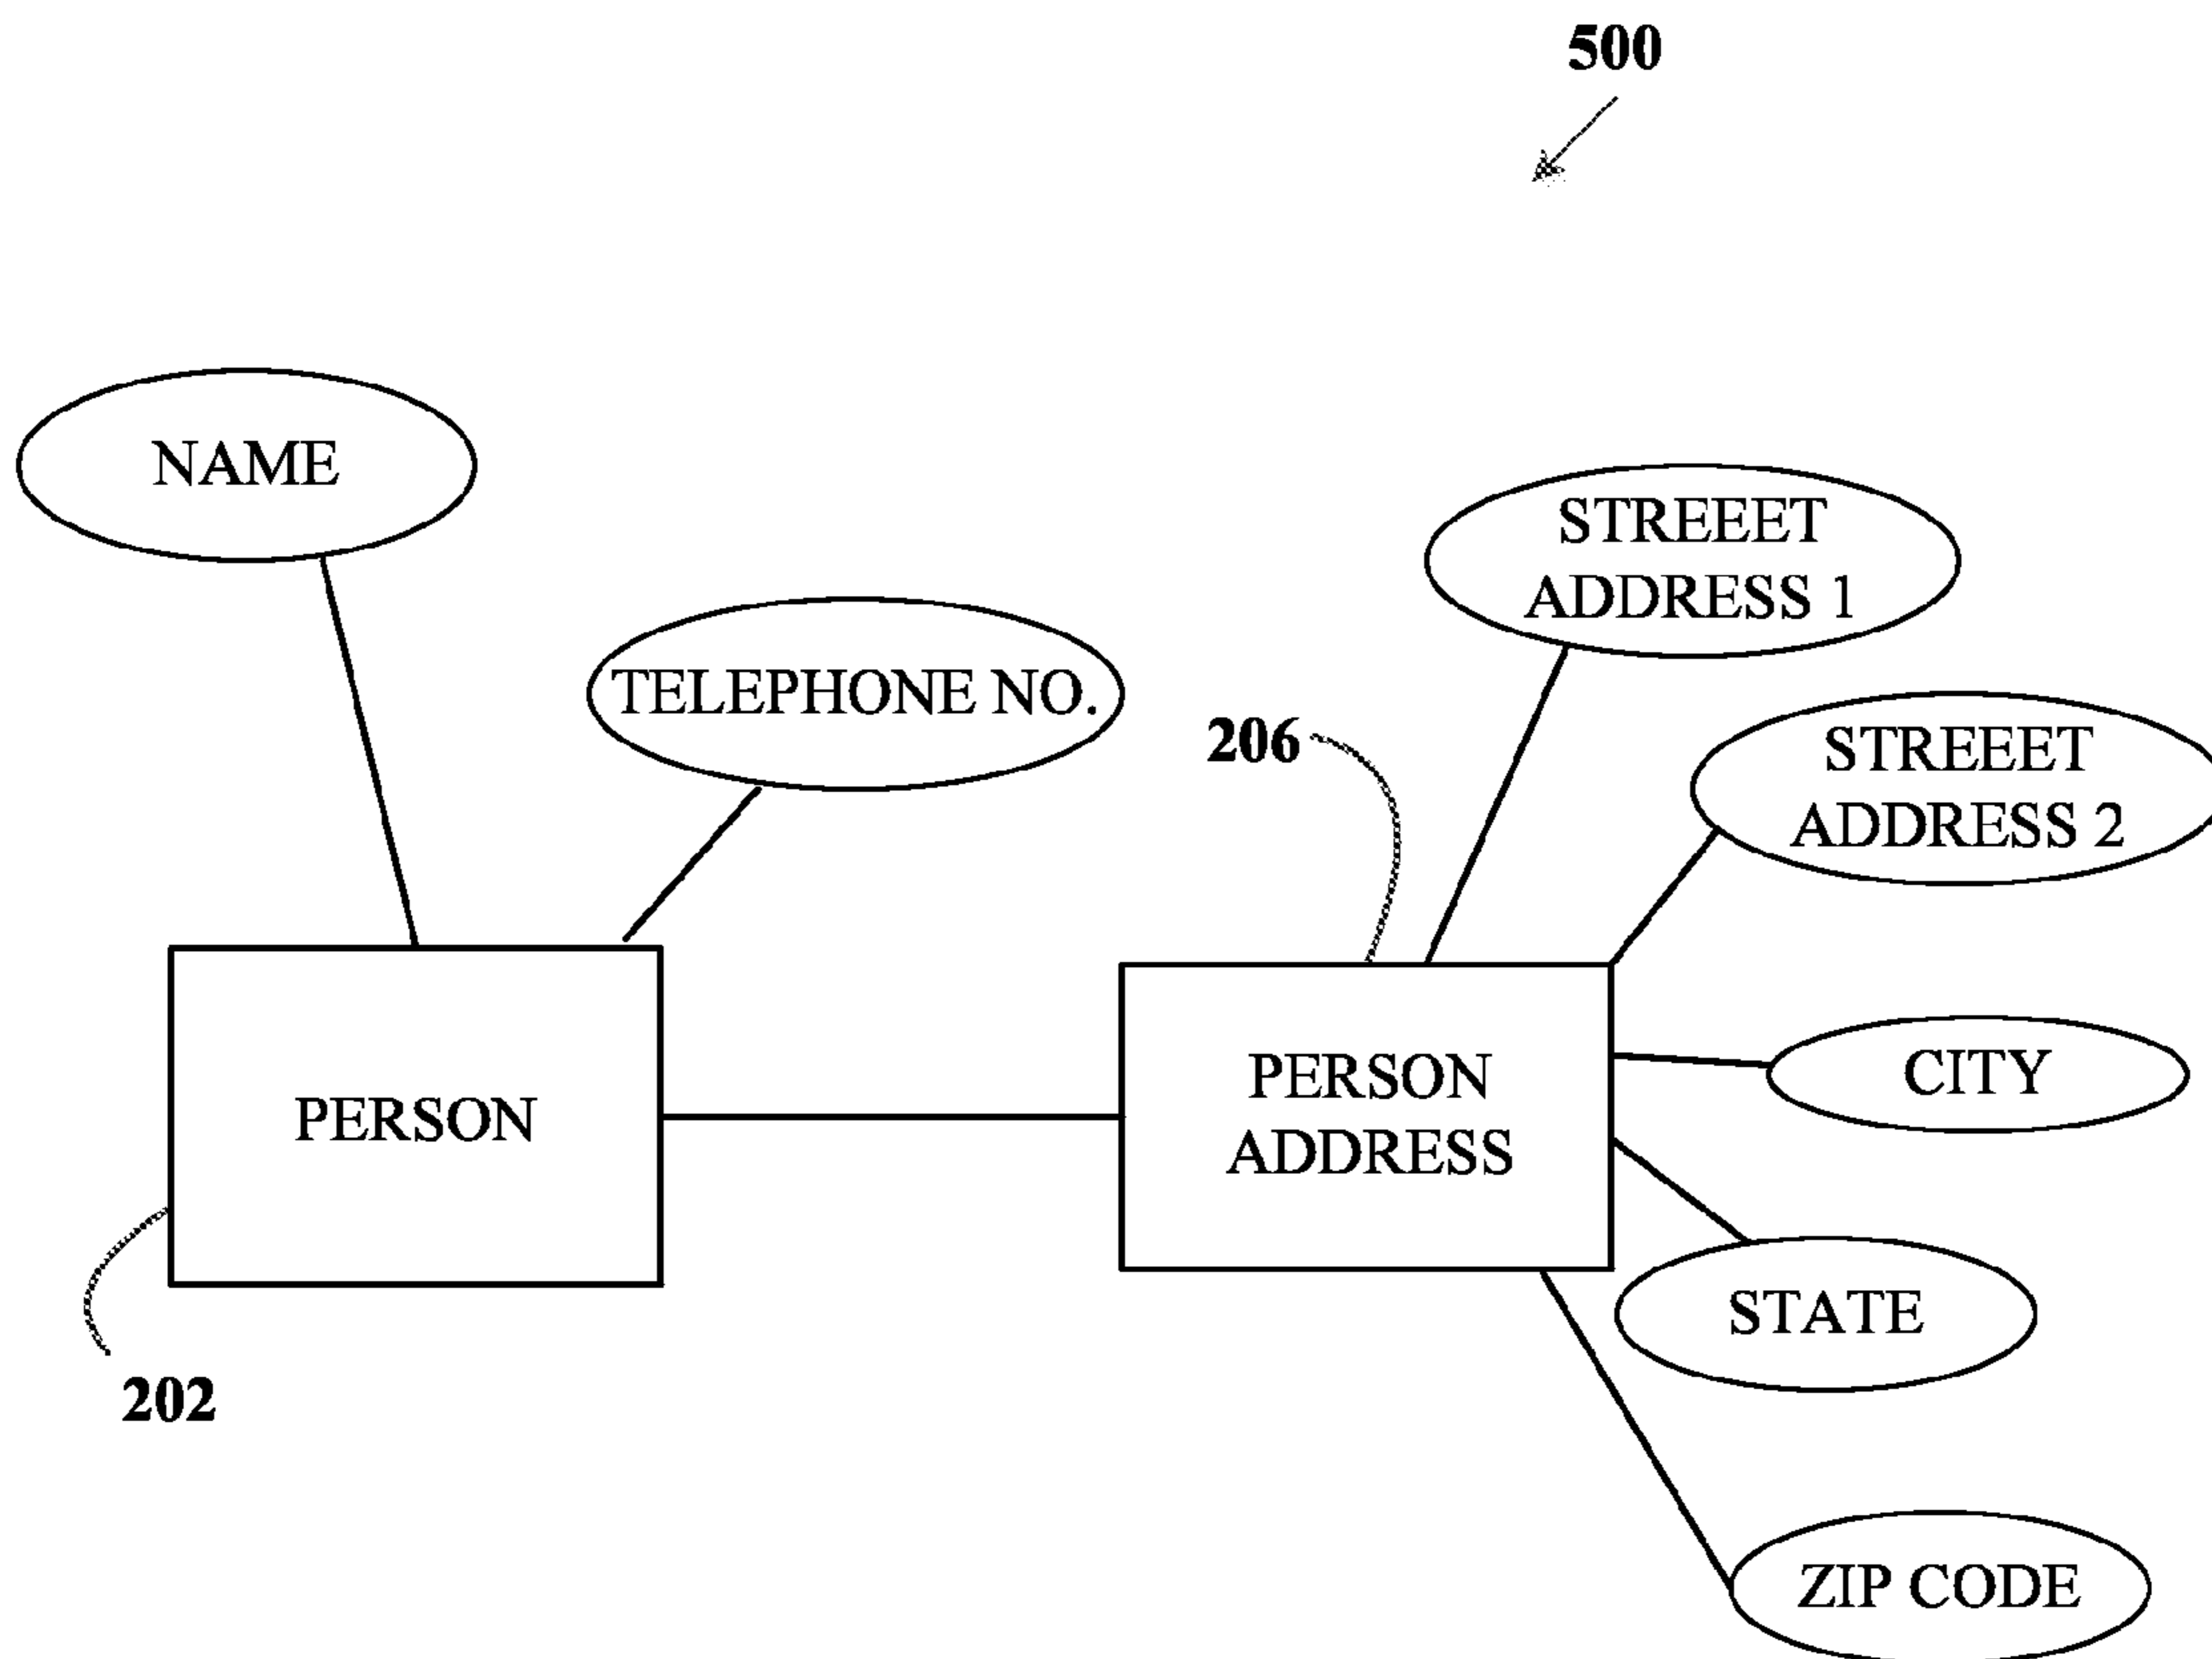 500
NAME
STREEET
ADDRESS 1
TELEPHONE NO.
206
STREEET
ADDRESS 2
PERSON
PERSON
ADDRESS
CITY
STATE
202
ZIP CODE